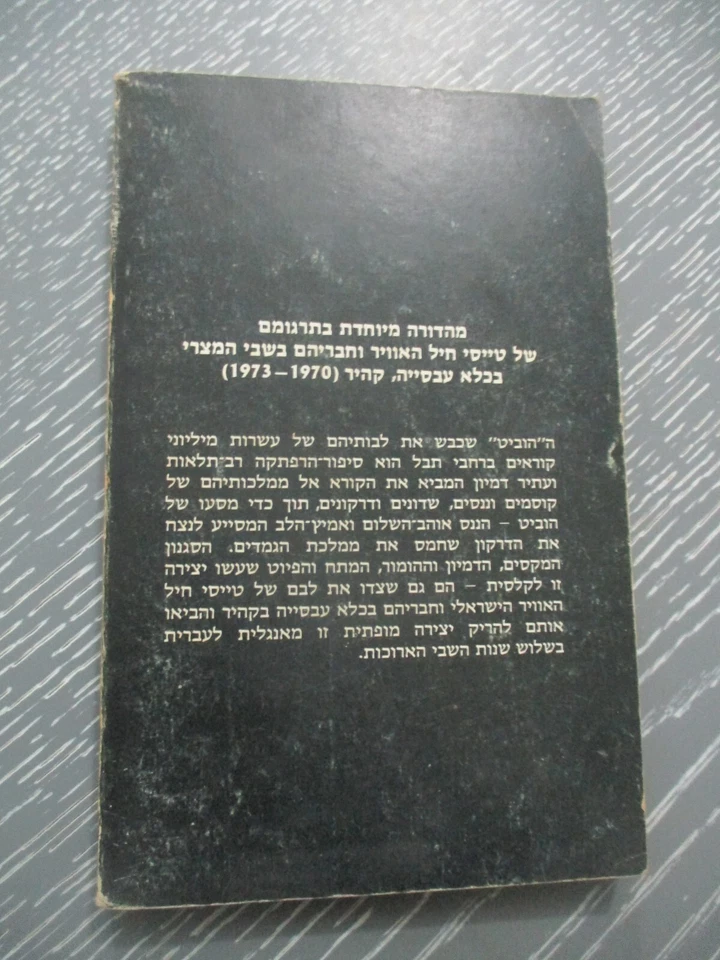 מהדורה מיוחדת בתרגומם
של טייסי חיל האוויר וחבריהם בשבי המצרי
בכלא עבסייה, קהיר (1970–1973)
ה״הוביט״ שכבש את לבותיהם של עשרות מיליוני
קוראים ברחבי תבל הוא סיפור־הרפתקה רב־תלאות
ועתיר דמיון המביא את הקורא אל ממלכותיהם של
קוסמים וננסים, שדונים ודרקונים, תוך כדי מסעו של
הוביט – הננס אוהב־השלום ואמיץ־הלב המסייע לנצח
את הדרקון שחמס את ממלכת הגמדים. הסגנון
המקסים, הדמיון וההומור, המתח והפיוט שעשו יצירה
זו לקלסית – הם גם שצדו את לבם של טייסי חיל
האוויר הישראלי וחבריהם בכלא עבסייה בקהיר והביאו
אותם להריק יצירה מופתית זו מאנגלית לעברית
בשלוש שנות השבי הארוכות.